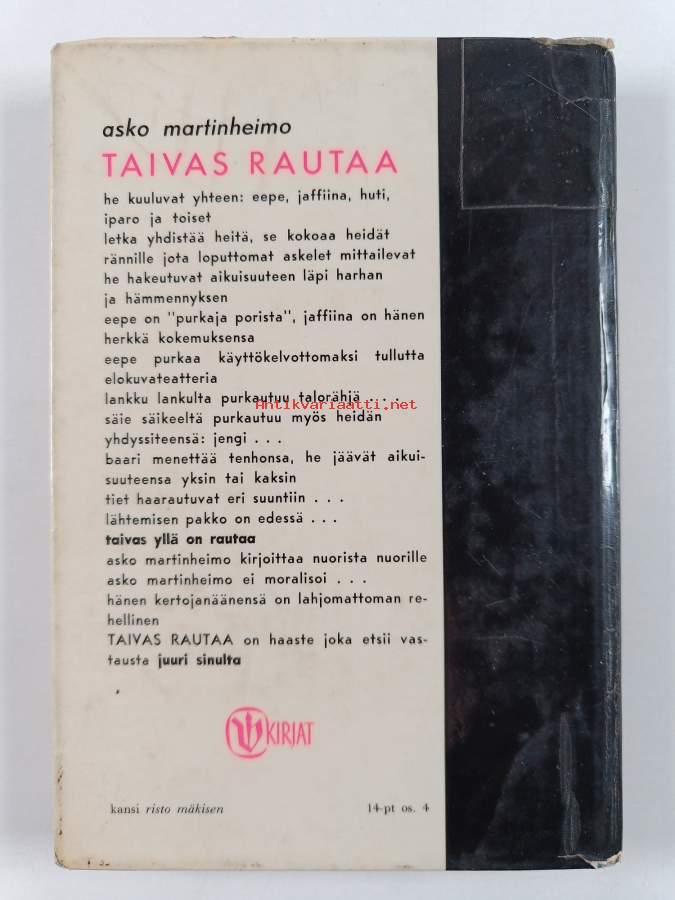 asko martinheimo
TAIVAS RAUTAA
he kuuluvat yhteen: eepe, jaffiina, huti,
iparo ja toiset
letka yhdistää heitä, se kokoaa heidät
rännille jota loputtomat askelet mittailevat
he hakeutuvat aikuisuuteen läpi harhan
ja hämmennyksen
eepe on "purkaja porista", jaffiina on hänen
herkkä kokemuksensa
eepe purkaa käyttökelvottomaksi tullutta
elokuvateatteria
lankku lankulta purkautuu talorähjä . . .
Antikvariaatti.net
säie säikeeltä purkautuu myös heidän
yhdyssiteensä: jengi . . .
baari menettää tenhonsa, he jäävät aikui-
suuteensa yksin tai kaksin
tiet haarautuvat eri suuntiin . . .
lähtemisen pakko on edessä . . .
taivas yllä on rautaa
asko martinheimo kirjoittaa nuorista nuorille
asko martinheimo ei moralisoi . . .
hänen kertojanäänensä on lahjomattoman re-
hellinen
TAIVAS RAUTAA on haaste joka etsii vas-
tausta juuri sinulta
KIRJAT
kansi risto mäkisen
14-pt os. 4